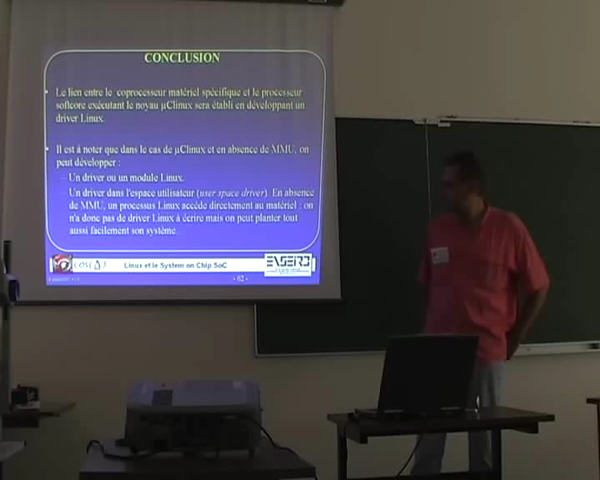 CONCLUSION
Le lien entre le coprocesseur matériel spécifique et le processeur
softcore exécutant le noyau µClinux sera établi en développant un
driver Linux.
Il est à noter que dans le cas de µClinux et en absence de MMU, on
peut développer :
– Un driver ou un module Linux.
– Un driver dans l'espace utilisateur (user space driver). En absence
de MMU, un processus Linux accède directement au matériel : on
n'a donc pas de driver Linux à écrire mais on peut planter tout
aussi facilement son système.
Linux et le System on Chip SoC
ENSEIRB
- 62 -